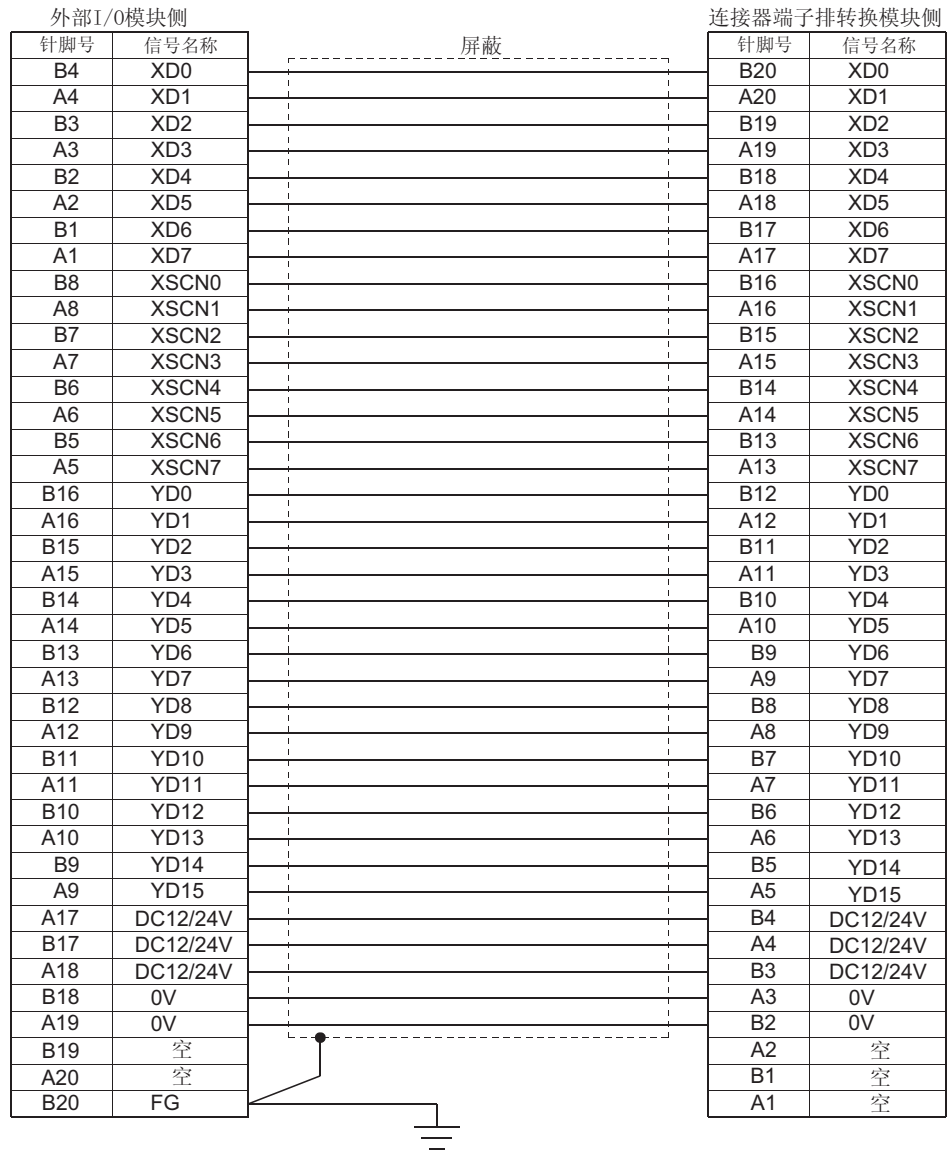 外部I/O模块侧 连接器端子排转换模块侧
针脚号 信号名称 屏蔽 针脚号 信号名称
B4 XD0 B20 XD0
A4 XD1 A20 XD1
B3 XD2 B19 XD2
A3 XD3 A19 XD3
B2 XD4 B18 XD4
A2 XD5 A18 XD5
B1 XD6 B17 XD6
A1 XD7 A17 XD7
B8 XSCN0 B16 XSCN0
A8 XSCN1 A16 XSCN1
B7 XSCN2 B15 XSCN2
A7 XSCN3 A15 XSCN3
B6 XSCN4 B14 XSCN4
A6 XSCN5 A14 XSCN5
B5 XSCN6 B13 XSCN6
A5 XSCN7 A13 XSCN7
B16 YD0 B12 YD0
A16 YD1 A12 YD1
B15 YD2 B11 YD2
A15 YD3 A11 YD3
B14 YD4 B10 YD4
A14 YD5 A10 YD5
B13 YD6 B9 YD6
A13 YD7 A9 YD7
B12 YD8 B8 YD8
A12 YD9 A8 YD9
B11 YD10 B7 YD10
A11 YD11 A7 YD11
B10 YD12 B6 YD12
A10 YD13 A6 YD13
B9 YD14 B5 YD14
A9 YD15 A5 YD15
A17 DC12/24V B4 DC12/24V
B17 DC12/24V A4 DC12/24V
A18 DC12/24V B3 DC12/24V
B18 0V A3 0V
A19 0V B2 0V
B19 空 A2 空
A20 空 B1 空
B20 FG A1 空